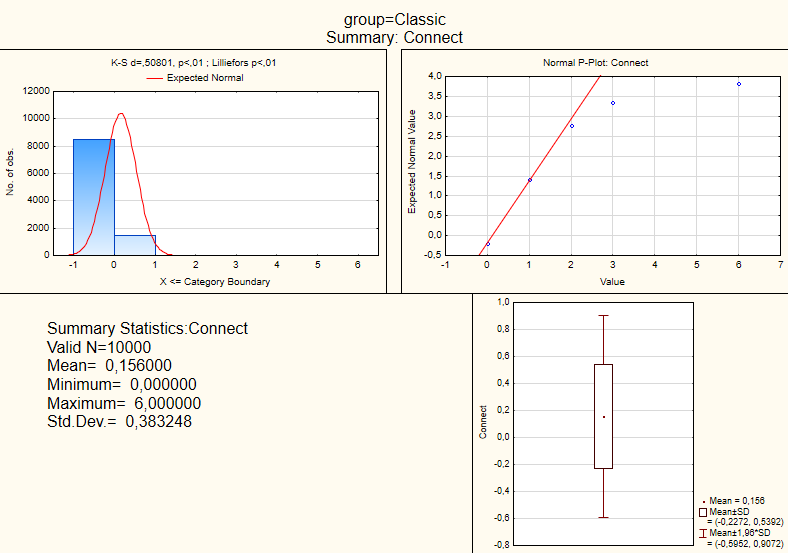 group=Classic
Summary: Connect
K-S d=,50801, p<,01 ; Lilliefors p<,01
Expected Normal
12000
10000
8000
6000
4000
2000
0
No. of obs.
-1 0 1 2 3 4 5 6
X <= Category Boundary
Normal P-Plot: Connect
4,0
3,5
3,0
2,5
2,0
1,5
1,0
0,5
0,0
-0,5
Expected Normal Value
-1 0 1 2 3 4 5 6 7
Value
Summary Statistics:Connect
Valid N=10000
Mean= 0,156000
Minimum= 0,000000
Maximum= 6,000000
Std.Dev.= 0,383248
1,0
0,8
0,6
0,4
0,2
0,0
-0,2
-0,4
-0,6
-0,8
Connect
Mean = 0,156
Mean±SD
= (-0,2272, 0,5392)
Mean±1,96*SD
= (-0,5952, 0,9072)